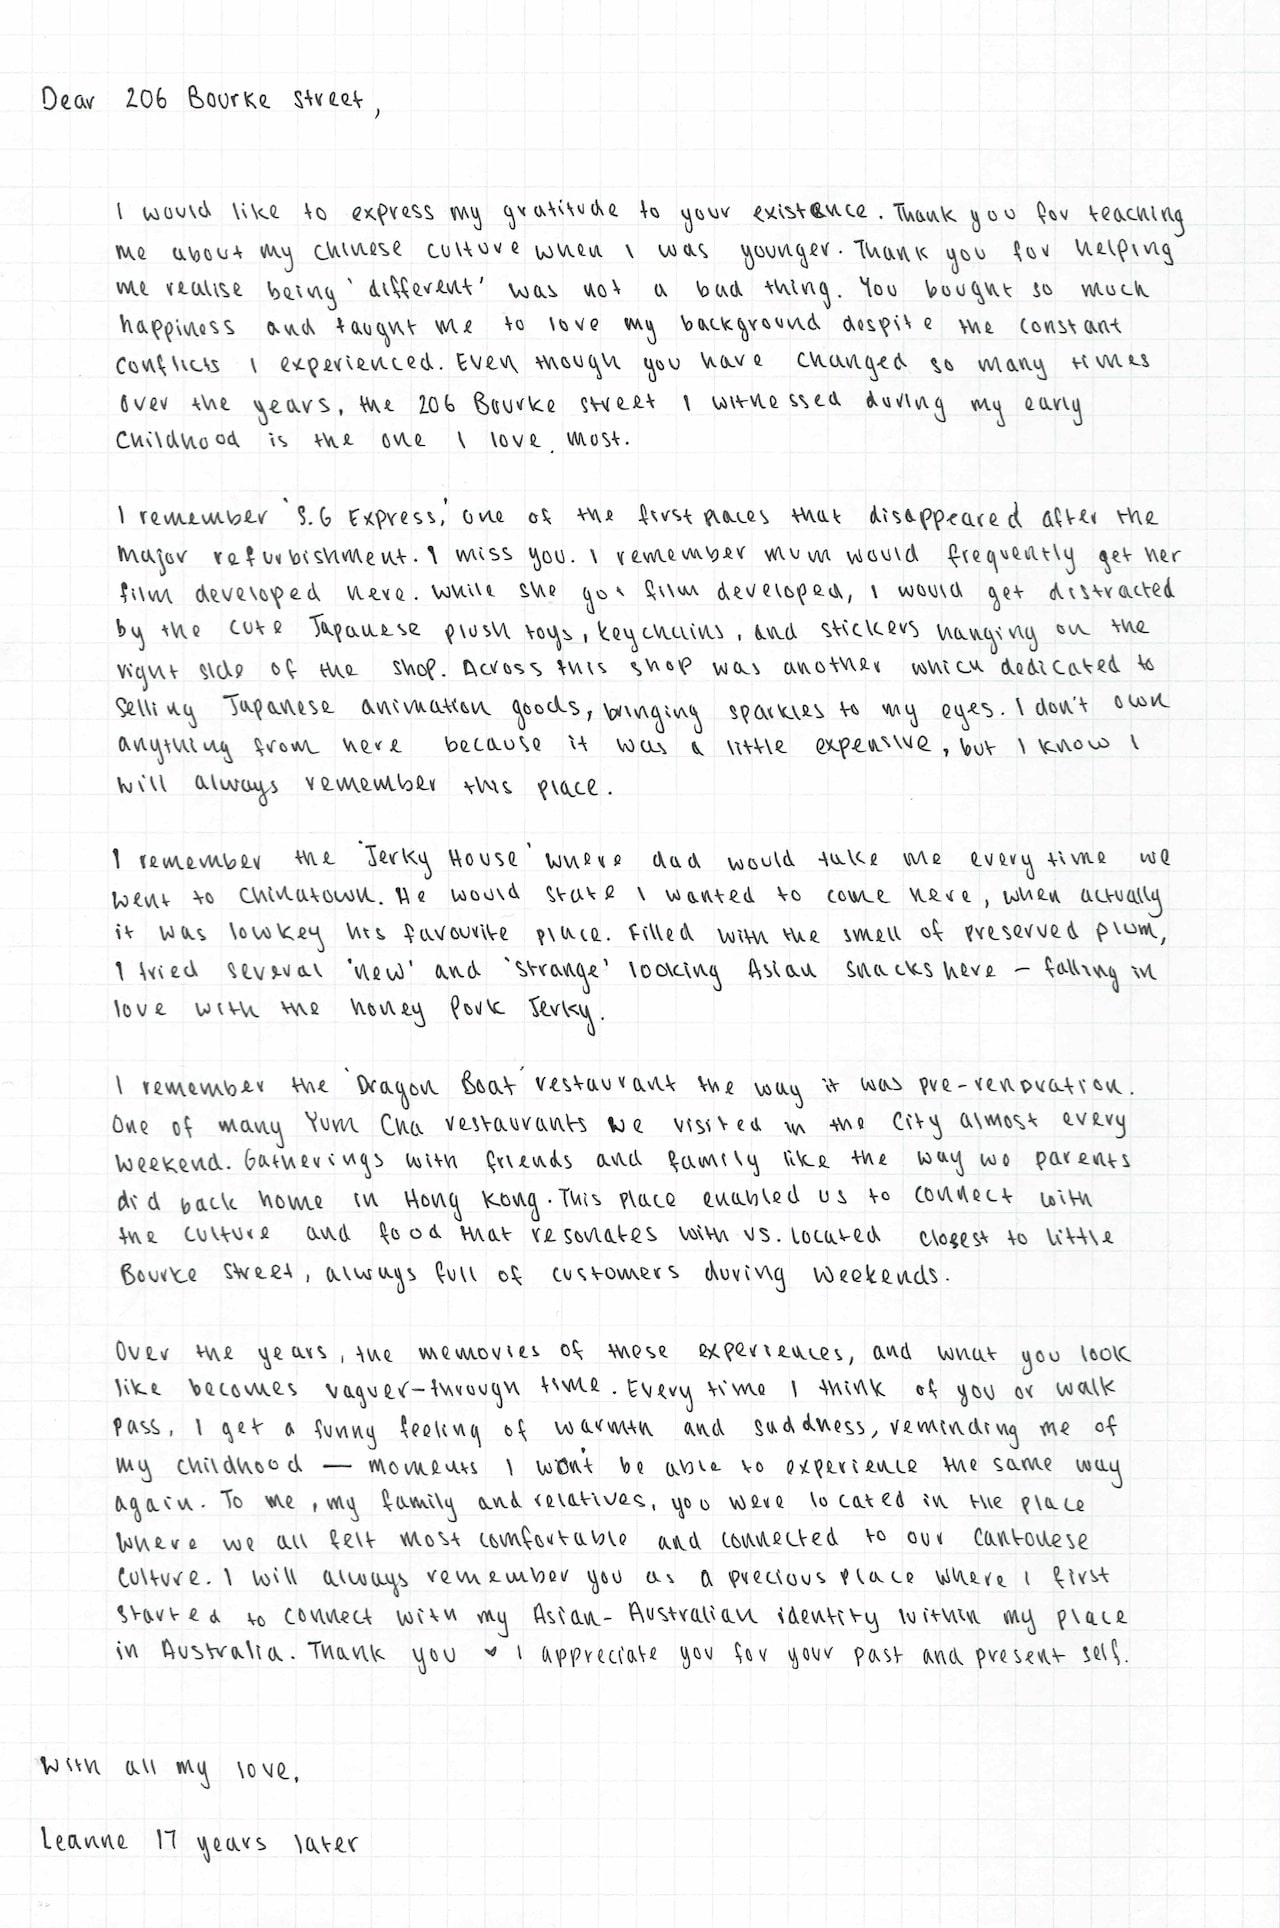 Dear 206 Bourke street,
I would like to express my gratitude to your existence. Thank you for teaching
me about my chinese culture when I was younger. Thank you for helping
me realise being 'different' was not a bad thing. You bought so much
happiness and taught me to love my background despite the constant
conflicts I experienced. Even though you have changed so many times
over the years, the 206 Bourke street I witnessed during my early
childhood is the one I love most.
I remember 'S.G Express,' one of the first places that disappeared after the
major refurbishment. I miss you. I remember mum would frequently get her
film developed here. While she got film developed, I would get distracted
by the cute Japanese plush toys, keychains, and stickers hanging on the
right side of the shop. Across this shop was another which dedicated to
selling Japanese animation goods, bringing sparkles to my eyes. I don't own
anything from here because it was a little expensive, but I know I
will always remember this place.
I remember the 'Jerky House' where dad would take me every time we
went to Chinatown. He would state I wanted to come here, when actually
it was lowkey his favourite place. Filled with the smell of preserved plum,
I tried several 'new' and 'strange' looking Asian snacks here – falling in
love with the honey Pork Jerky.
I remember the 'Dragon Boat' restaurant the way it was pre-renovation.
One of many Yum Cha restaurants we visited in the City almost every
weekend. Gatherings with friends and family like the way wo parents
did back home in Hong Kong. This place enabled us to connect with
the culture and food that resonates with us. Located closest to little
Bourke Street, always full of customers during weekends.
Over the years, the memories of these experiences, and what you look
like becomes vaguer-through time. Every time I think of you or walk
pass, I get a funny feeling of warmth and saddness, reminding me of
my childhood — moments I won't be able to experience the same way
again. To me, my family and relatives, you were located in the place
where we all felt most comfortable and connected to our Cantonese
culture. I will always remember you as a precious place where I first
started to connect with my Asian-Australian identity within my place
in Australia. Thank you ♥ I appreciate you for your past and present self.
With all my love,
Leanne 17 years later